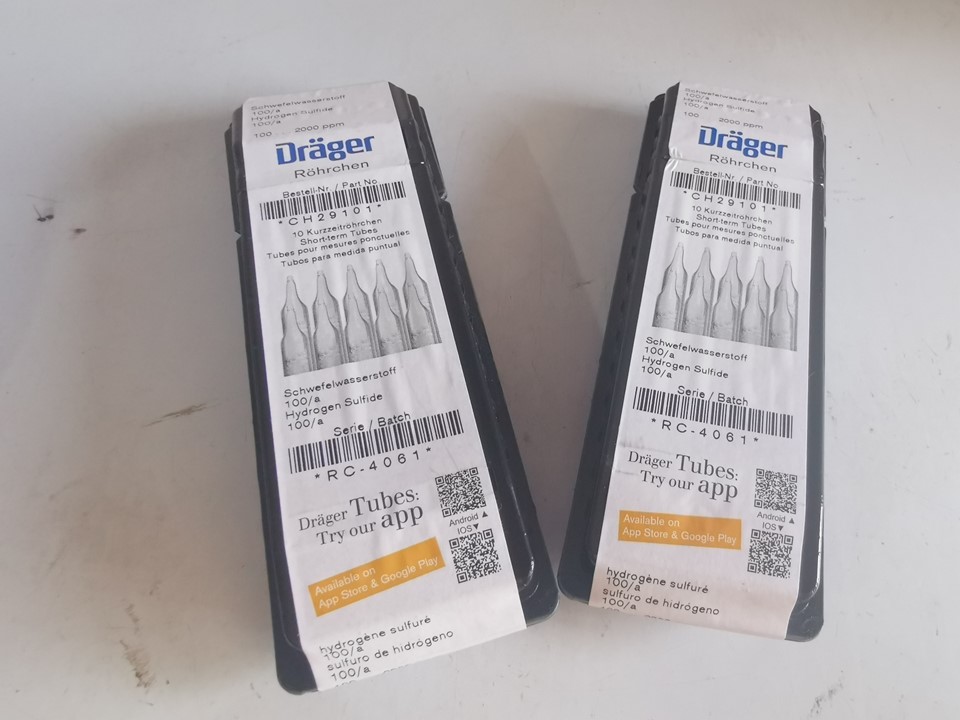 Schwefelwasserstoff
100/a
Hydrogen Sulfide
100/a
100 ... 2000 ppm
Dräger
Röhrchen
Bestell-Nr. / Part No
*CH29101*
10 Kurzzeitröhrchen
Short-term Tubes
Tubes pour mesures ponctuelles
Tubos para medida puntual
Schwefelwasserstoff
100/a
Hydrogen Sulfide
100/a
Serie / Batch
*RC-4061*
Dräger Tubes:
Try our app
Android ▲
IOS▼
Available on
App Store & Google Play
hydrogène sulfuré
100/a
sulfuro de hidrógeno
100/a
Schwefelwasserstoff
100/a
Hydrogen Sulfide
100/a
100 ... 2000 ppm
Dräger
Röhrchen
Bestell-Nr. / Part No
*CH29101*
10 Kurzzeitröhrchen
Short-term Tubes
Tubes pour mesures ponctuelles
Tubos para medida puntual
Schwefelwasserstoff
100/a
Hydrogen Sulfide
100/a
Serie / Batch
*RC-4061*
Dräger Tubes:
Try our app
Android ▲
IOS▼
Available on
App Store & Google Play
hydrogène sulfuré
100/a
sulfuro de hidrógeno
100/a